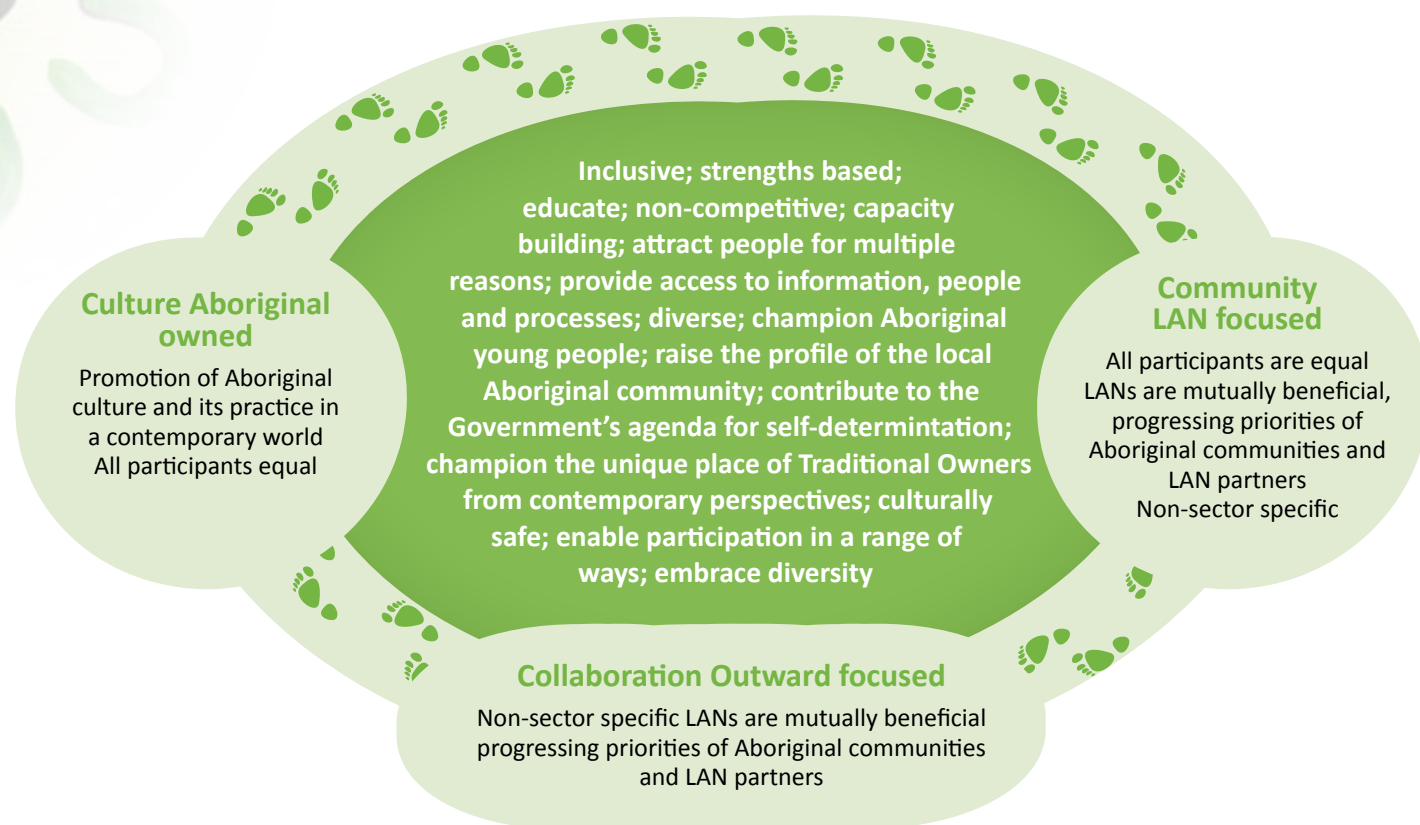 Inclusive; strengths based;
educate; non-competitive; capacity
building; attract people for multiple
reasons; provide access to information, people
and processes; diverse; champion Aboriginal
young people; raise the profile of the local
Aboriginal community; contribute to the
Government’s agenda for self-determintation;
champion the unique place of Traditional Owners
from contemporary perspectives; culturally
safe; enable participation in a range of
ways; embrace diversity
Culture Aboriginal
owned
Promotion of Aboriginal
culture and its practice in
a contemporary world
All participants equal
Community
LAN focused
All participants are equal
LANs are mutually beneficial,
progressing priorities of
Aboriginal communities and
LAN partners
Non-sector specific
Collaboration Outward focused
Non-sector specific LANs are mutually beneficial
progressing priorities of Aboriginal communities
and LAN partners